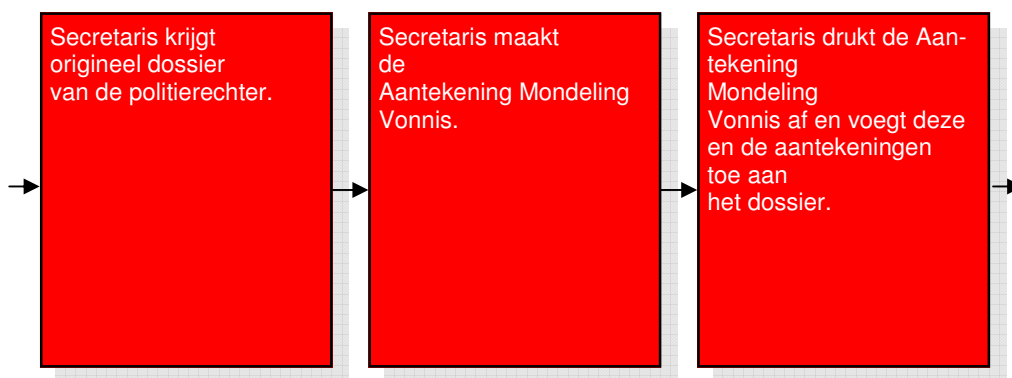 Secretaris krijgt
origineel dossier
van de politierechter.
Secretaris maakt
de
Aantekening Mondeling
Vonnis.
Secretaris drukt de Aan-
tekening
Mondeling
Vonnis af en voegt deze
en de aantekeningen
toe aan
het dossier.